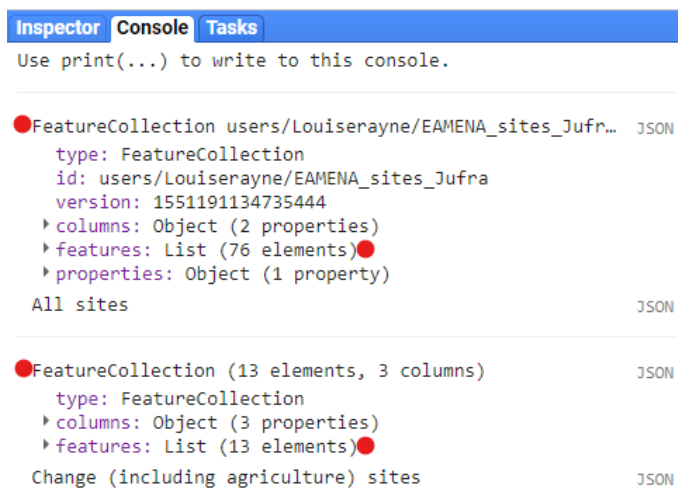 Inspector Console Tasks
Use print(...) to write to this console.
FeatureCollection users/Louiserayne/EAMENA_sites_Jufr… JSON
type: FeatureCollection
id: users/Louiserayne/EAMENA_sites_Jufra
version: 1551191134735444
columns: Object (2 properties)
features: List (76 elements)
properties: Object (1 property)
All sites JSON
FeatureCollection (13 elements, 3 columns) JSON
type: FeatureCollection
columns: Object (3 properties)
features: List (13 elements)
Change (including agriculture) sites JSON